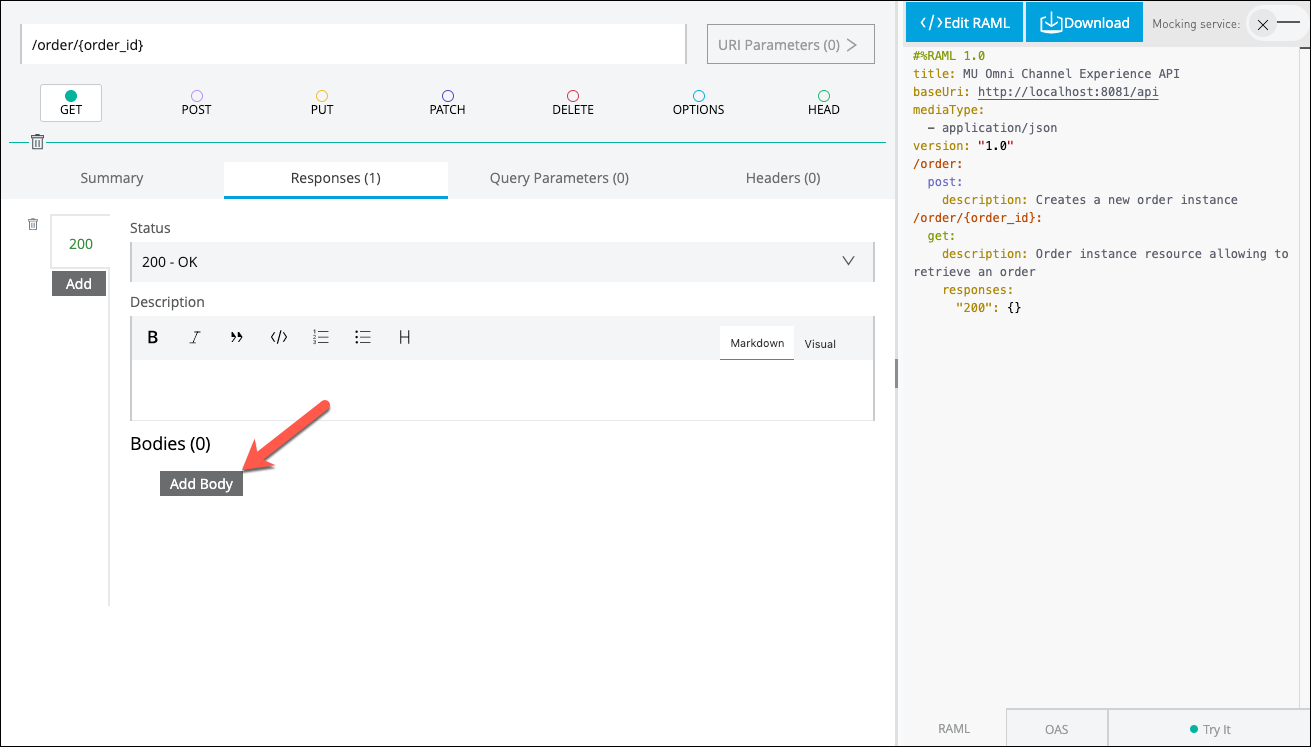 /order/{order_id}
URI Parameters (0)
GET
POST
PUT
PATCH
DELETE
OPTIONS
HEAD
Summary
Responses (1)
Query Parameters (0)
Headers (0)
200
Add
Status
200 - OK
Description
B
I
</>
H
Markdown
Visual
Bodies (0)
Add Body
</>Edit RAML
Download
Mocking service:
#%RAML 1.0
title: MU Omni Channel Experience API
baseUri: http://localhost:8081/api
mediaType:
- application/json
version: "1.0"
/order:
post:
description: Creates a new order instance
/order/{order_id}:
get:
description: Order instance resource allowing to
retrieve an order
responses:
"200": {}
RAML
OAS
Try It